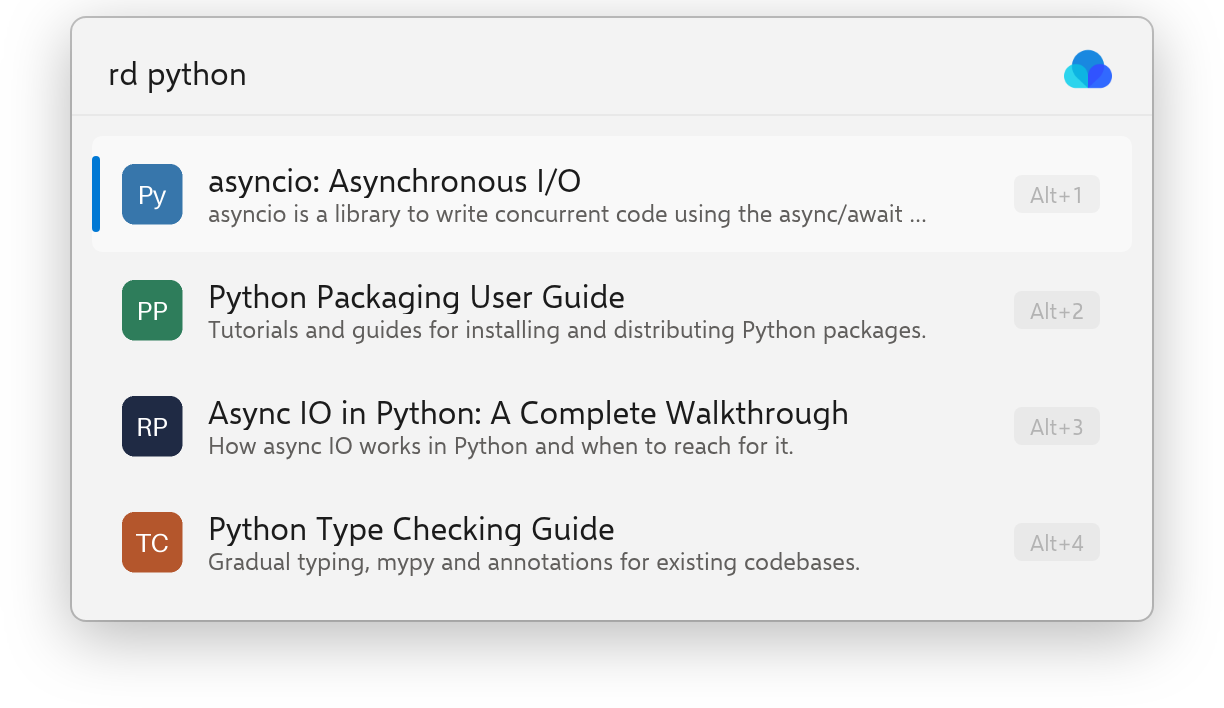 rd python
Py
asyncio: Asynchronous I/O
asyncio is a library to write concurrent code using the async/await ...
Alt+1
PP
Python Packaging User Guide
Tutorials and guides for installing and distributing Python packages.
Alt+2
RP
Async IO in Python: A Complete Walkthrough
How async IO works in Python and when to reach for it.
Alt+3
TC
Python Type Checking Guide
Gradual typing, mypy and annotations for existing codebases.
Alt+4